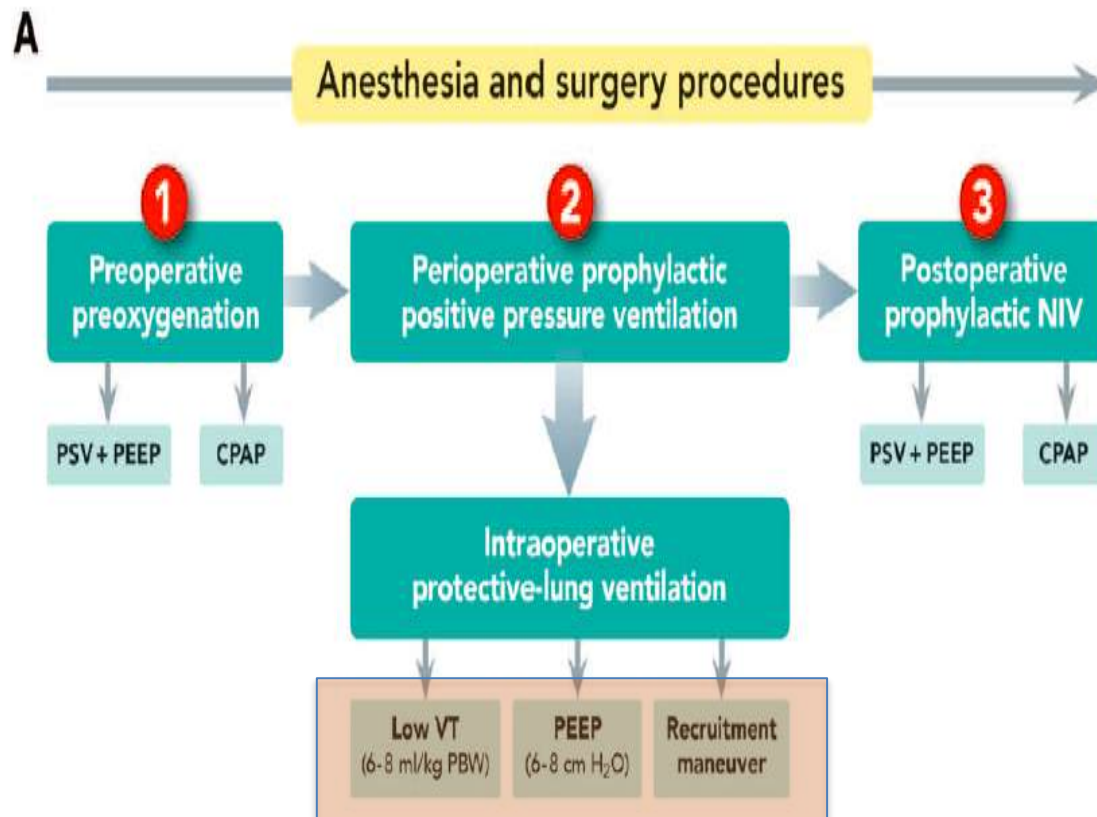 A
Anesthesia and surgery procedures
1
2
3
Preoperative
preoxygenation
Perioperative prophylactic
positive pressure ventilation
Postoperative
prophylactic NIV
PSV + PEEP
CPAP
PSV + PEEP
CPAP
Intraoperative
protective-lung ventilation
Low VT
(6-8 ml/kg PBW)
PEEP
(6-8 cm H₂O)
Recruitment
maneuver